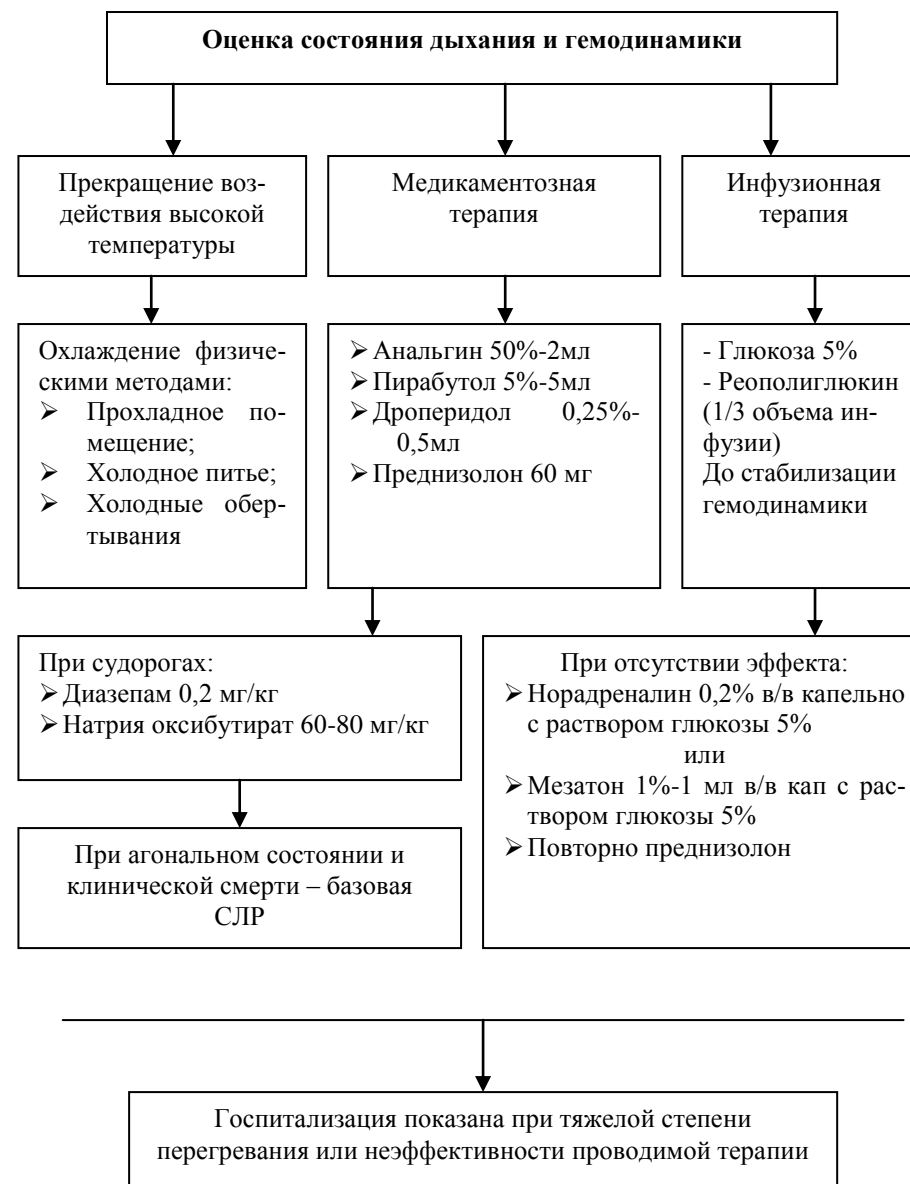 Оценка состояния дыхания и гемодинамики
Прекращение воз-
действия высокой
температуры
Медикаментозная
терапия
Инфузионная
терапия
Охлаждение физиче-
скими методами:
➢ Прохладное по-
мещение;
➢ Холодное питье;
➢ Холодные обер-
тывания
➢ Анальгин 50%-2мл
➢ Пирабутол 5%-5мл
➢ Дроперидол 0,25%-
0,5мл
➢ Преднизолон 60 мг
- Глюкоза 5%
- Реополиглюкин
(1/3 объема ин-
фузии)
До стабилизации
гемодинамики
При судорогах:
➢ Диазепам 0,2 мг/кг
➢ Натрия оксибутират 60-80 мг/кг
При отсутствии эффекта:
➢ Норадреналин 0,2% в/в капельно
с раствором глюкозы 5%
или
➢ Мезатон 1%-1 мл в/в кап с рас-
твором глюкозы 5%
➢ Повторно преднизолон
При агональном состоянии и
клинической смерти – базовая
СЛР
Госпитализация показана при тяжелой степени
перегревания или неэффективности проводимой терапии